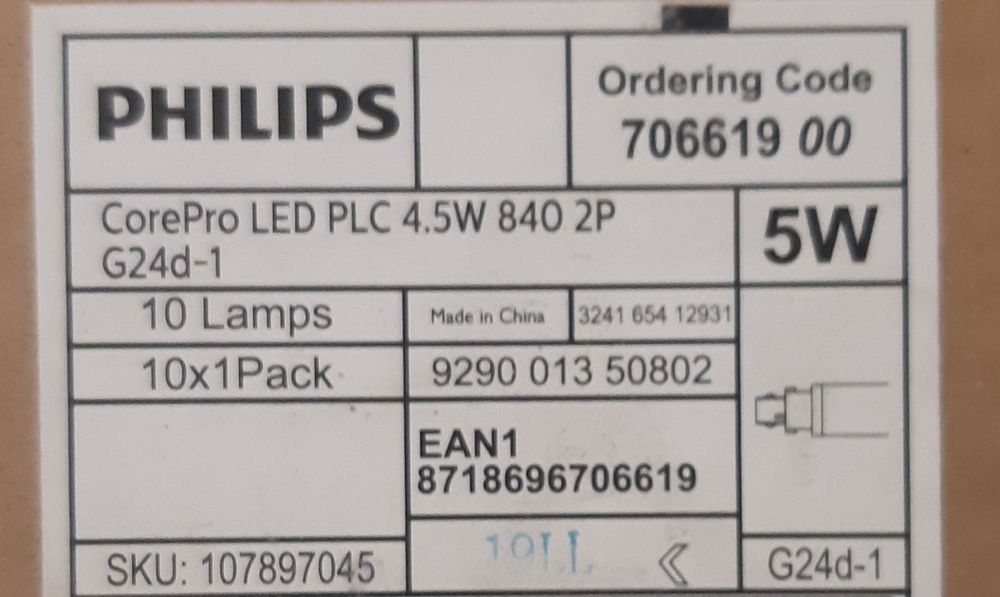 PHILIPS
Ordering Code
706619 00
CorePro LED PLC 4.5W 840 2P
G24d-1
5W
10 Lamps
Made in China
3241 654 12931
10x1Pack
9290 013 50802
EAN1
8718696706619
SKU: 107897045
G24d-1